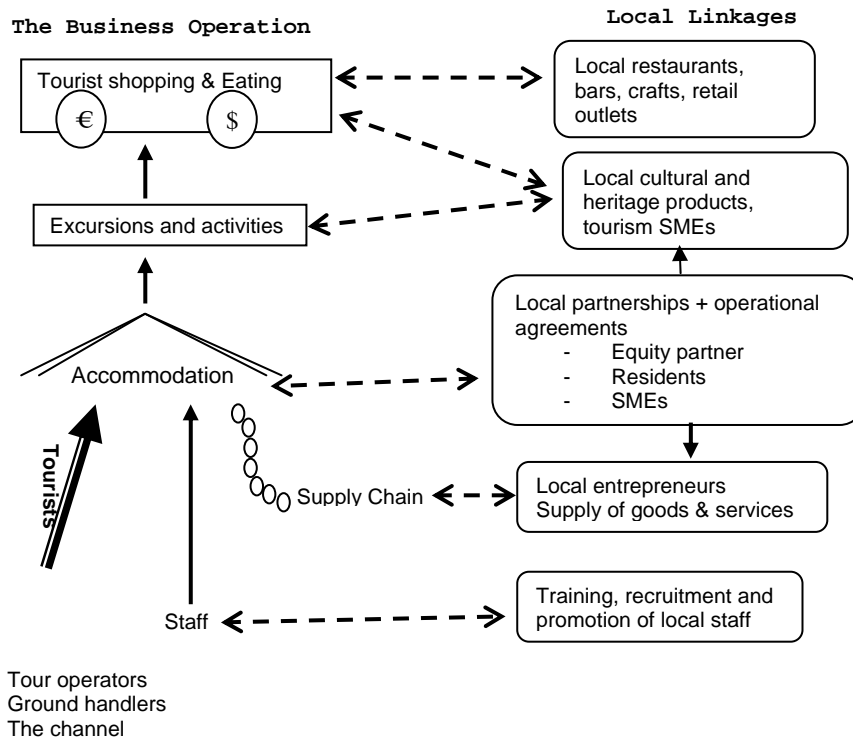 The Business Operation
Local Linkages
Tourist shopping & Eating
€
$
Local restaurants,
bars, crafts, retail
outlets
Local cultural and
heritage products,
tourism SMEs
Excursions and activities
Local partnerships + operational
agreements
- Equity partner
- Residents
- SMEs
Accommodation
Tourists
Supply Chain
Local entrepreneurs
Supply of goods & services
Staff
Training, recruitment and
promotion of local staff
Tour operators
Ground handlers
The channel